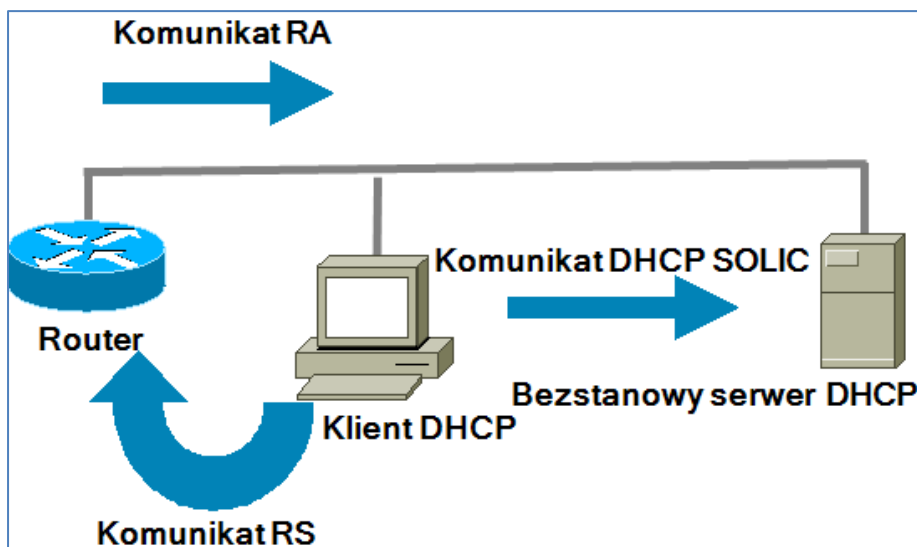 Komunikat RA
Komunikat DHCP SOLIC
Router
Bezstanowy serwer DHCP
Klient DHCP
Komunikat RS